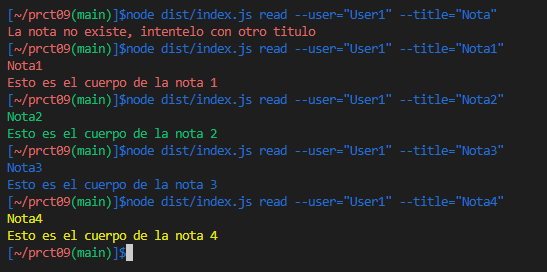 [~/prct09(main)]$node dist/index.js read --user="User1" --title="Nota"
La nota no existe, intentelo con otro titulo
[~/prct09(main)]$node dist/index.js read --user="User1" --title="Nota1"
Nota1
Esto es el cuerpo de la nota 1
[~/prct09(main)]$node dist/index.js read --user="User1" --title="Nota2"
Nota2
Esto es el cuerpo de la nota 2
[~/prct09(main)]$node dist/index.js read --user="User1" --title="Nota3"
Nota3
Esto es el cuerpo de la nota 3
[~/prct09(main)]$node dist/index.js read --user="User1" --title="Nota4"
Nota4
Esto es el cuerpo de la nota 4
[~/prct09(main)]$